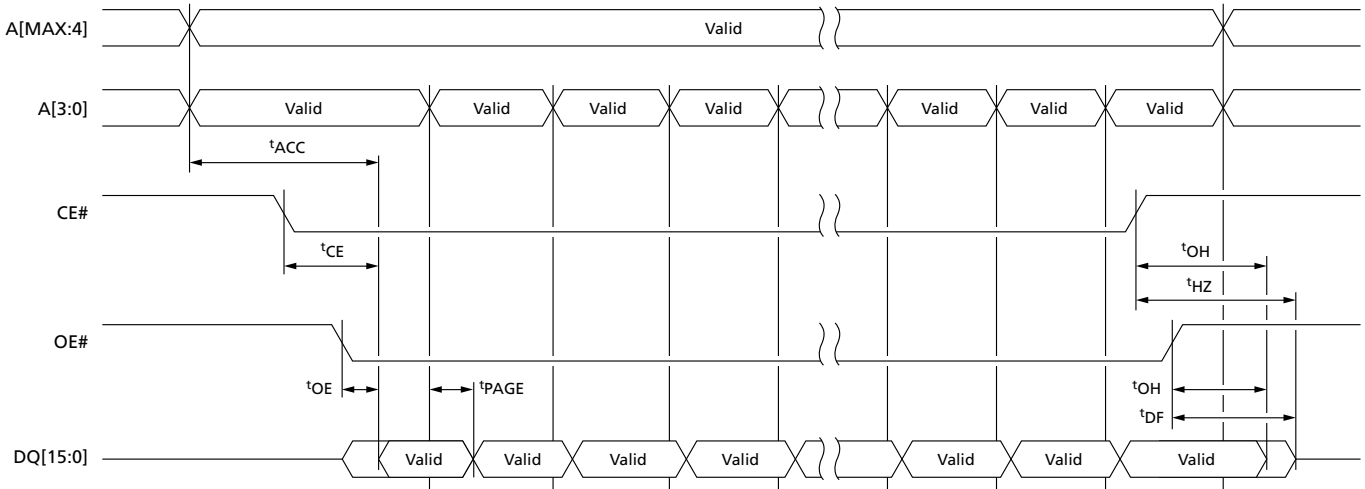 A[MAX:4] Valid
A[3:0] Valid Valid Valid Valid Valid Valid Valid
tACC
CE#
tCE tOH
tHZ
OE#
tOE tPAGE tOH
tDF
DQ[15:0] Valid Valid Valid Valid Valid Valid Valid